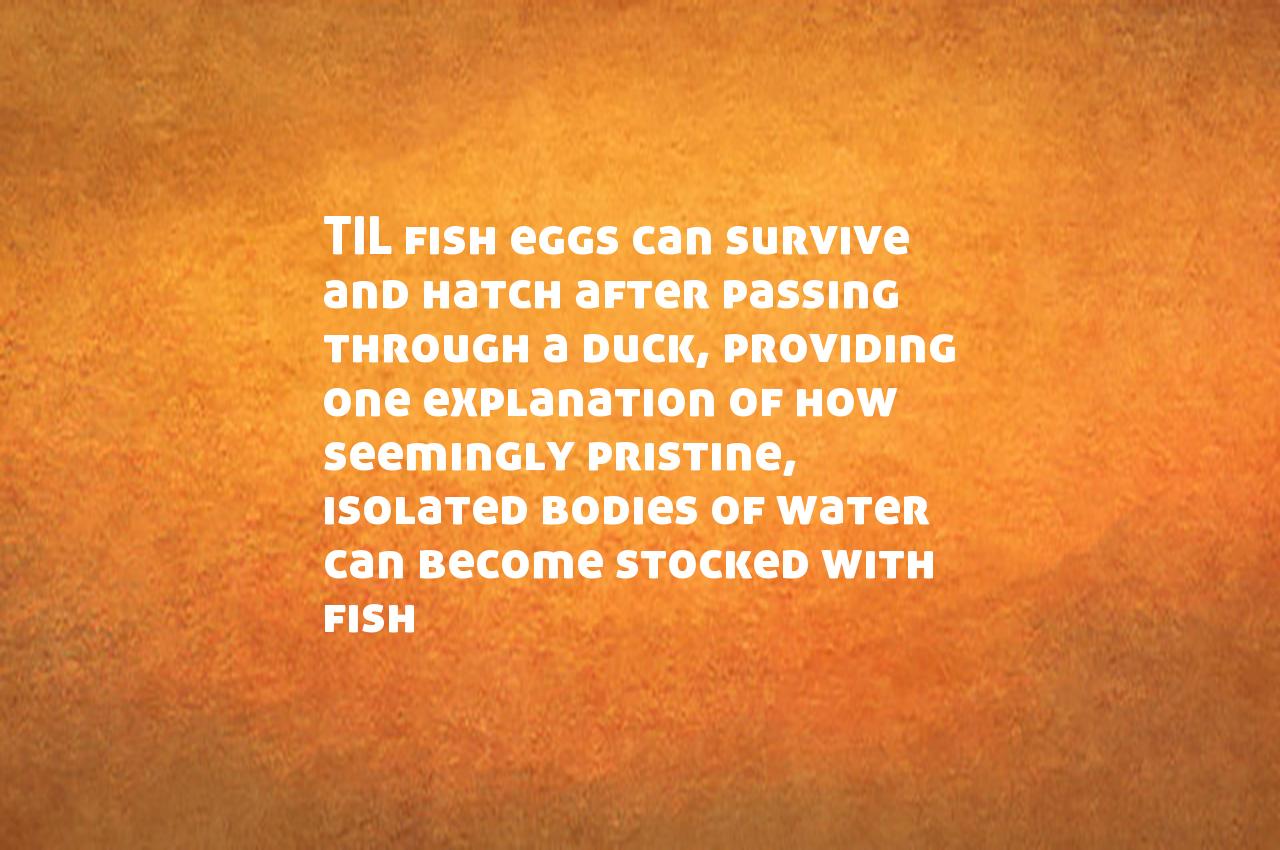 TIL fish eggs can survive
and hatch after passing
through a duck, providing
one explanation of how
seemingly pristine,
isolated bodies of water
can become stocked with
fish